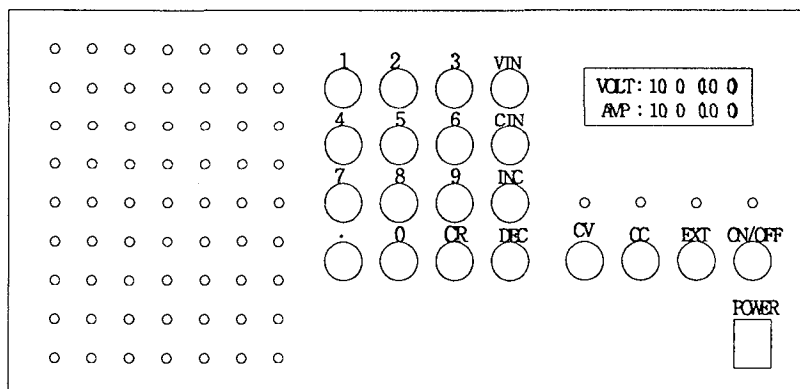 1 2 3 VIN
VOLT: 10 0 00 0
AMP : 10 0 00 0
4 5 6 CIN
7 8 9 INC
. 0 CR DEC
CV CC EXT ON/OFF
POWER